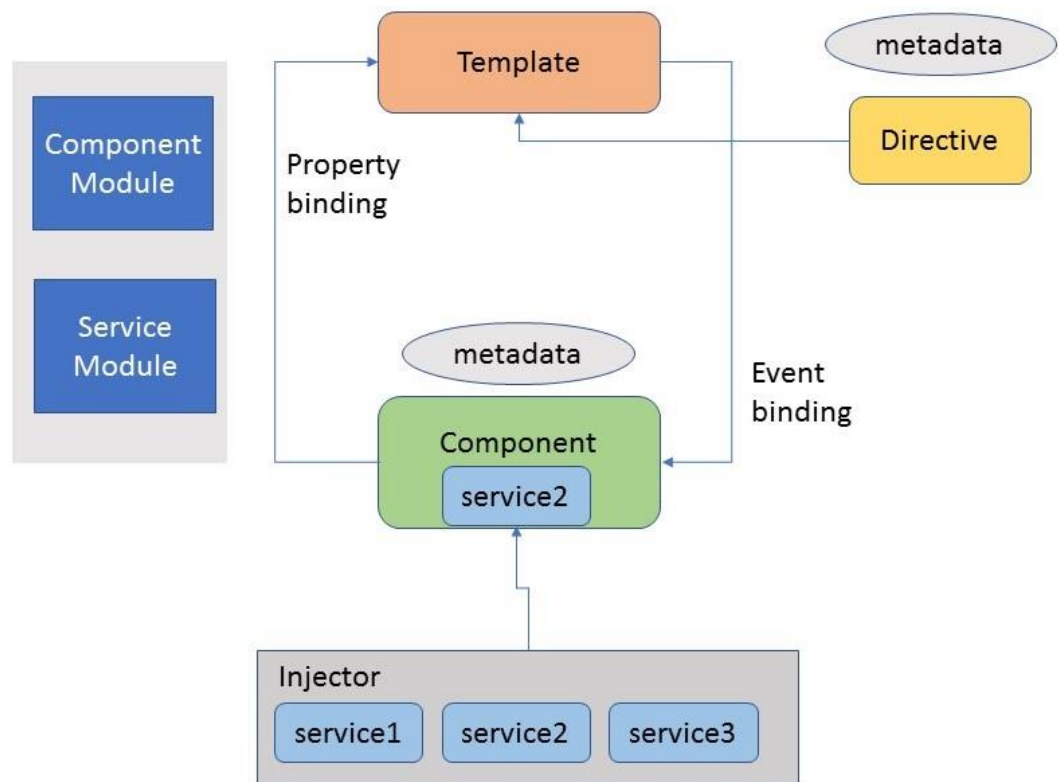 Template
metadata
Component
Module
Directive
Property
binding
Service
Module
metadata
Event
binding
Component
service2
Injector
service1
service2
service3